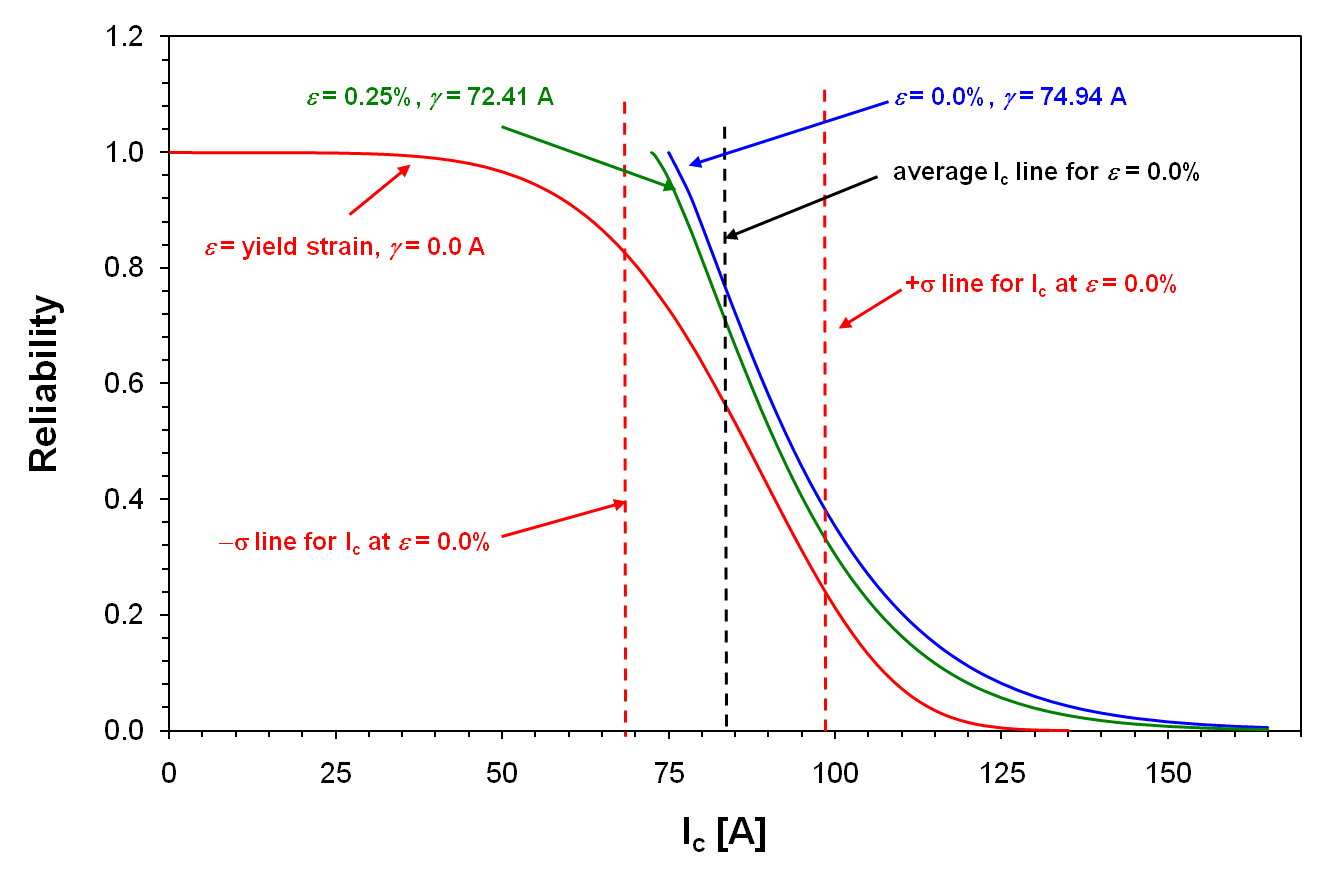 1.2
ε = 0.25% , γ = 72.41 A
ε = 0.0% , γ = 74.94 A
1.0
average Ic line for ε = 0.0%
ε = yield strain, γ = 0.0 A
0.8
+σ line for Ic at ε = 0.0%
Reliability
0.6
0.4
−σ line for Ic at ε = 0.0%
0.2
0.0
0 25 50 75 100 125 150
Ic [A]